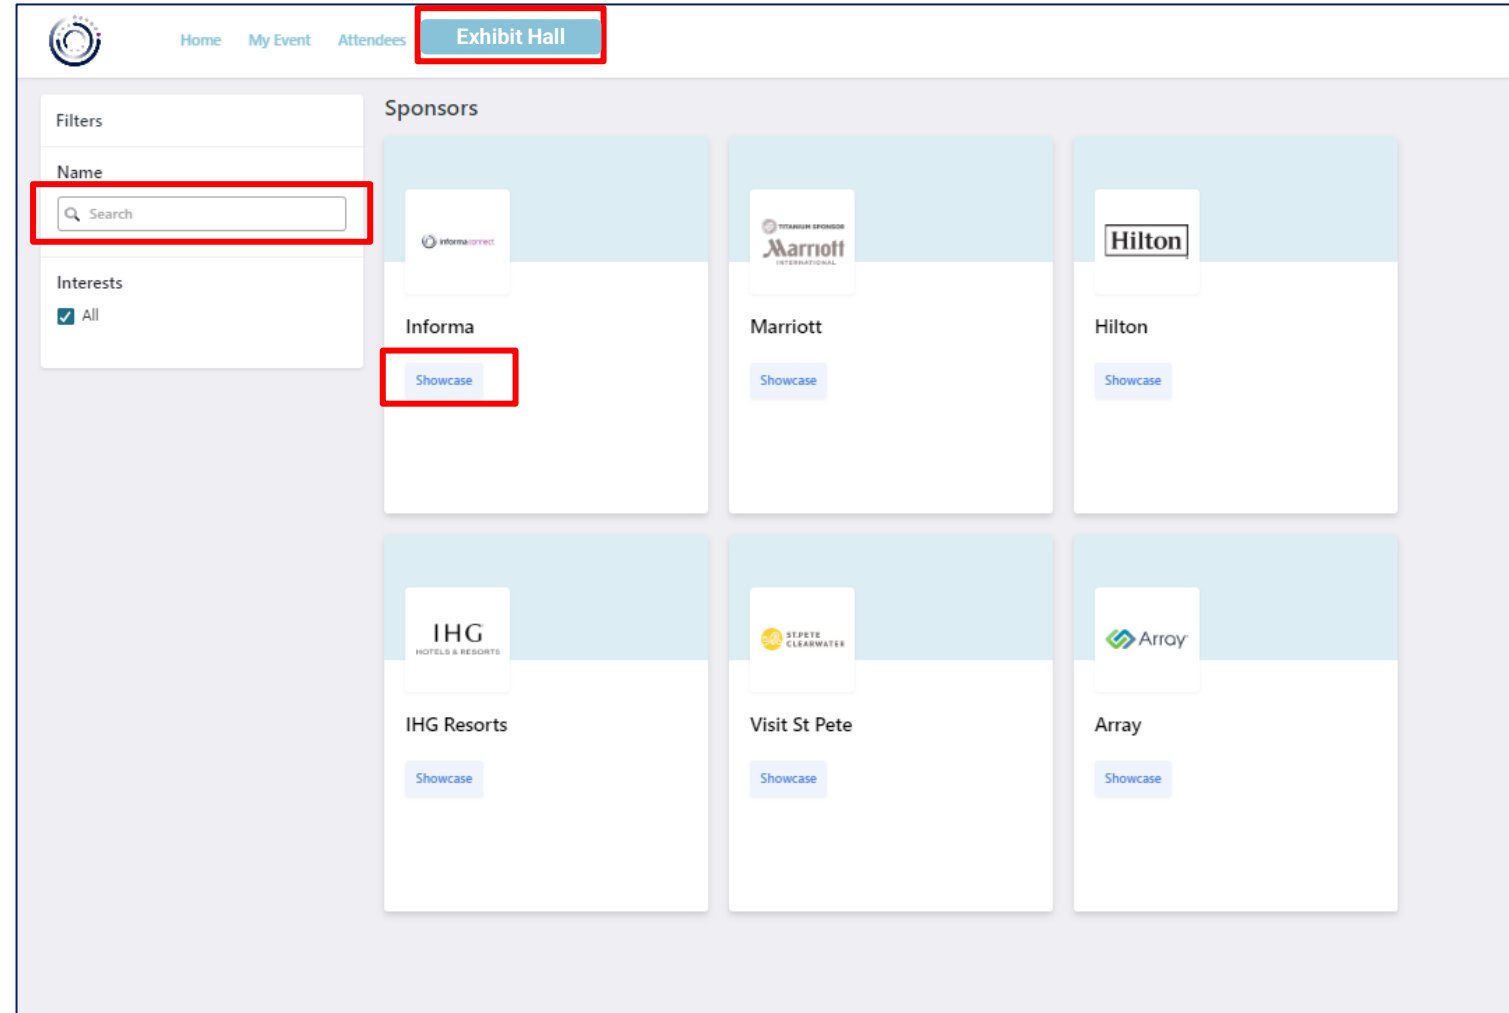 Home My Event Attendees Exhibit Hall
Filters
Name
Search
Interests
All
Sponsors
informaconnect
Informa
Showcase
TITANIUM SPONSOR
Marriott
INTERNATIONAL
Marriott
Showcase
Hilton
Hilton
Showcase
IHG
HOTELS & RESORTS
IHG Resorts
Showcase
ST.PETE
CLEARWATER
Visit St Pete
Showcase
Array
Array
Showcase